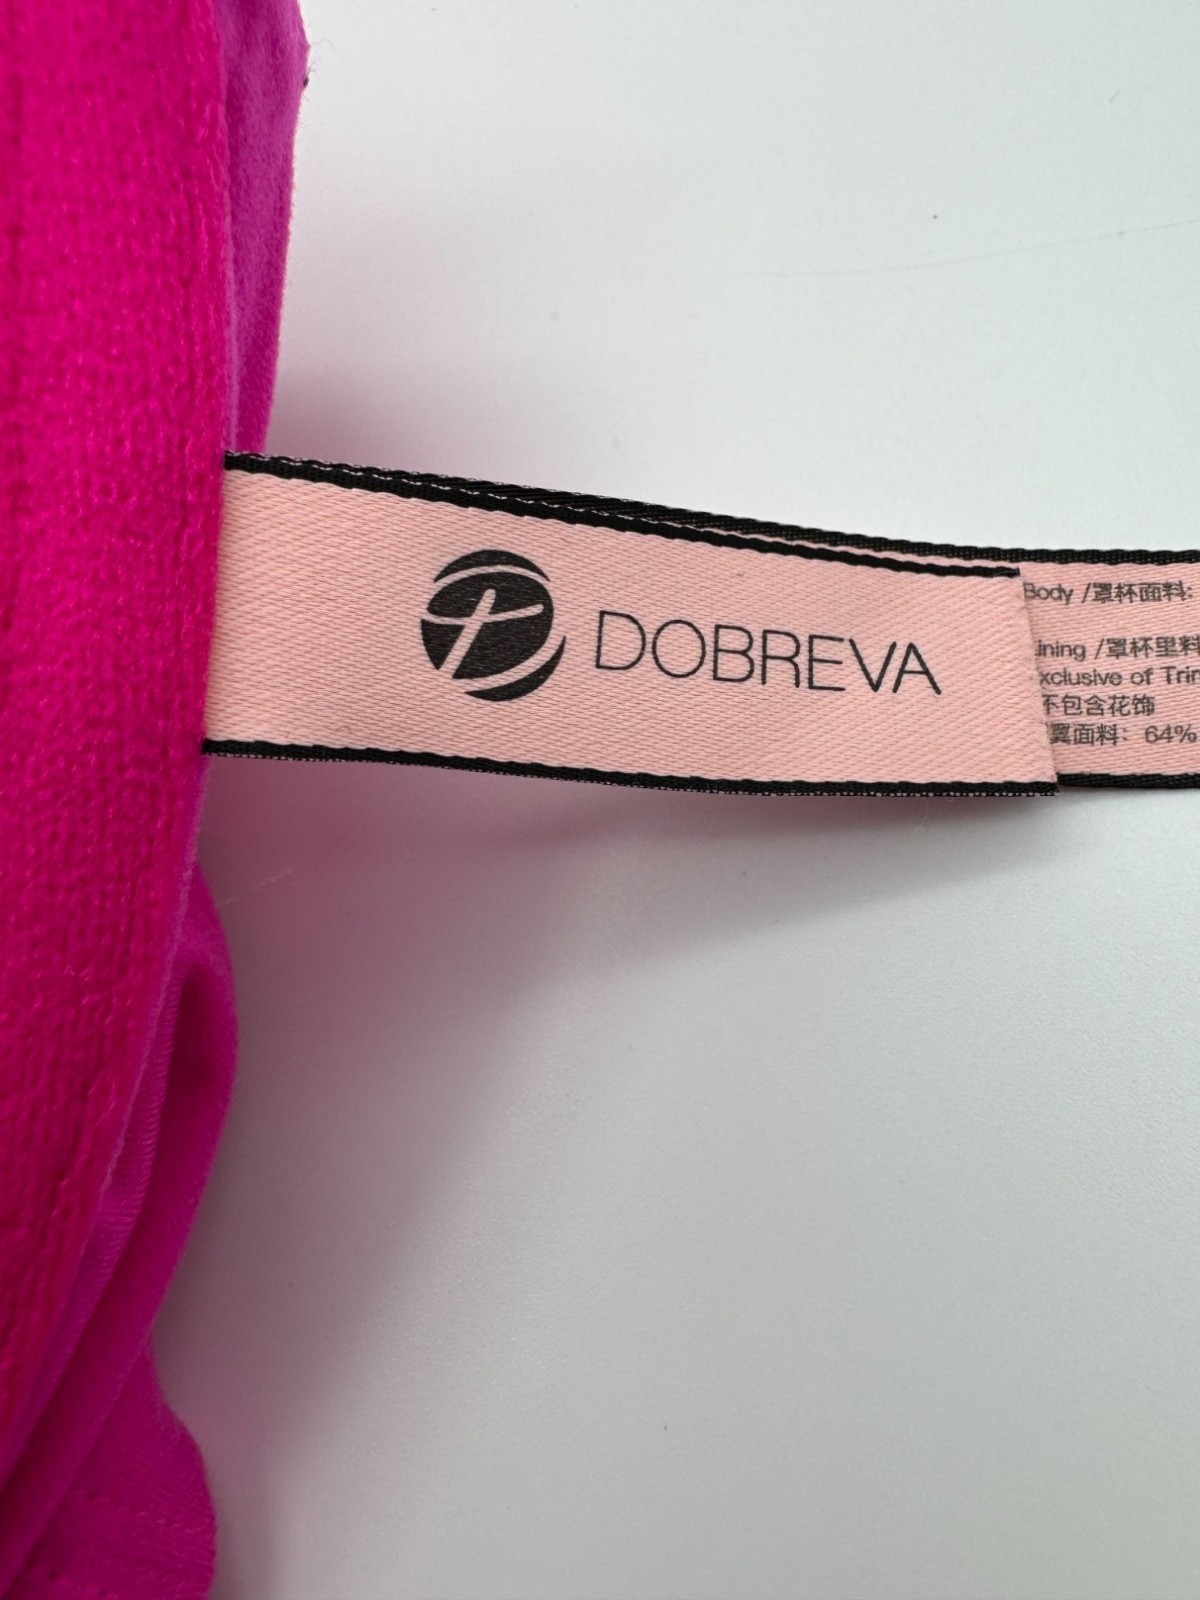 DOBREVA
Body /罩杯面料:
ining /罩杯里料
xclusive of Trim
不包含花饰
翼面料: 64%